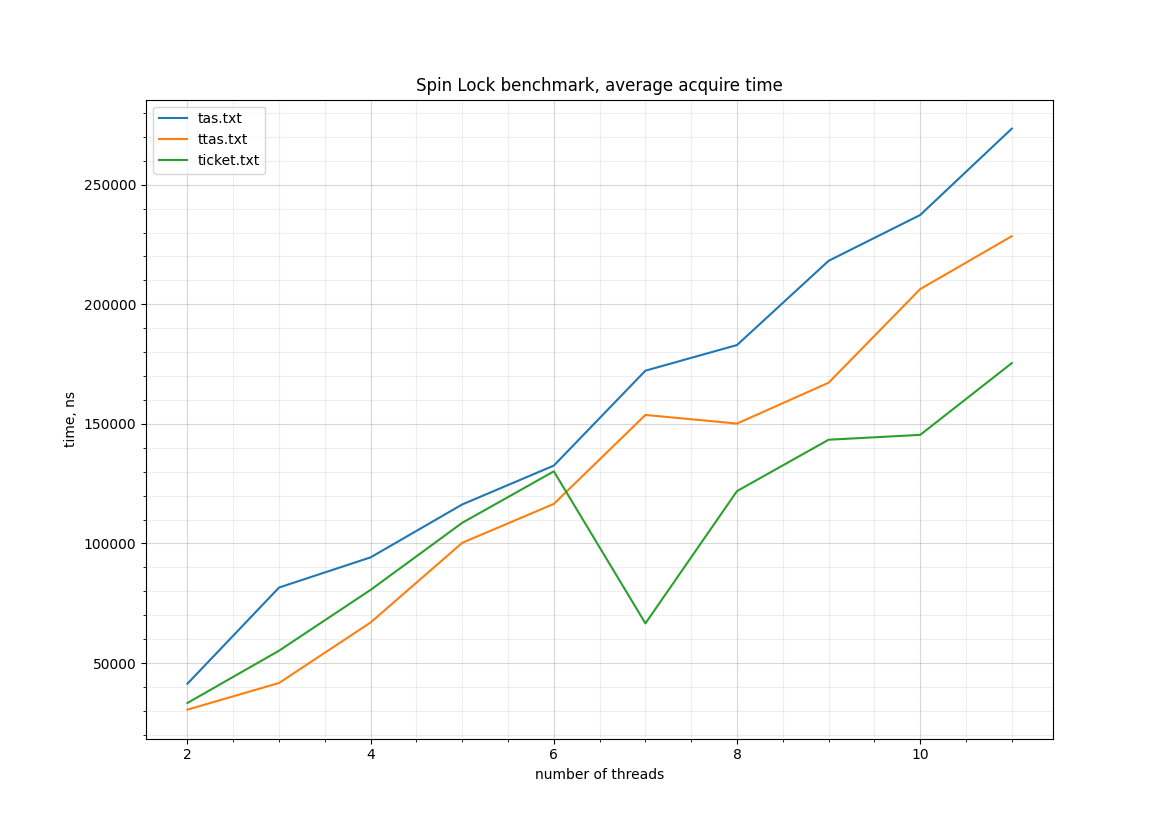 Spin Lock benchmark, average acquire time
tas.txt
ttas.txt
ticket.txt
250000
200000
150000
100000
50000
time, ns
2 4 6 8 10
number of threads